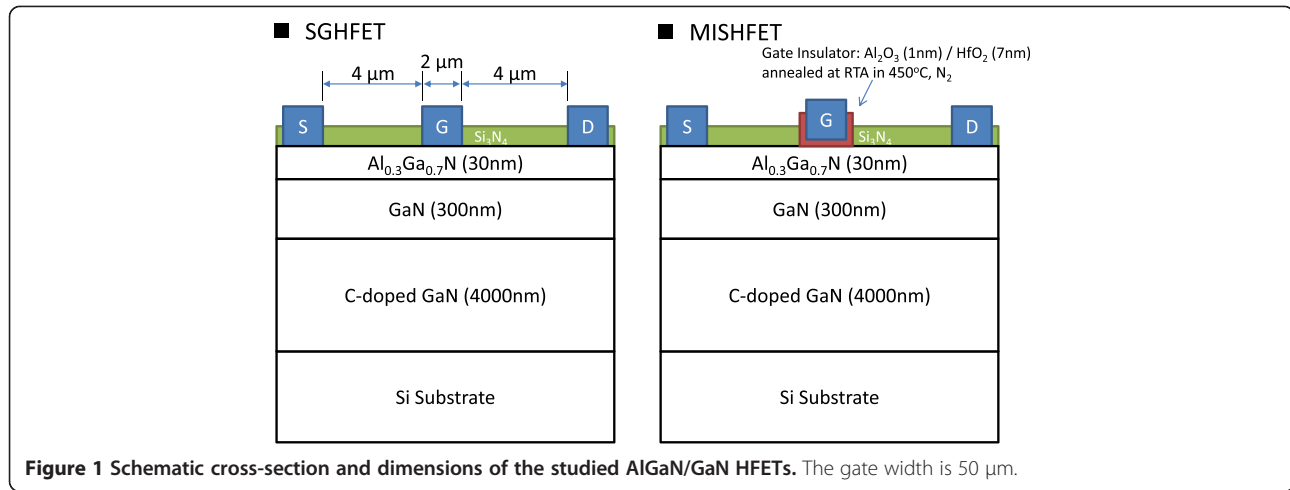 ■ SGHFET
2 μm
4 μm
4 μm
S
G
D
Si₃N₄
Al₀.₃Ga₀.₇N (30nm)
GaN (300nm)
C-doped GaN (4000nm)
Si Substrate
■ MISHFET
Gate Insulator: Al₂O₃ (1nm) / HfO₂ (7nm)
annealed at RTA in 450°C, N₂
S
G
D
Si₃N₄
Al₀.₃Ga₀.₇N (30nm)
GaN (300nm)
C-doped GaN (4000nm)
Si Substrate
Figure 1 Schematic cross-section and dimensions of the studied AlGaN/GaN HFETs. The gate width is 50 μm.